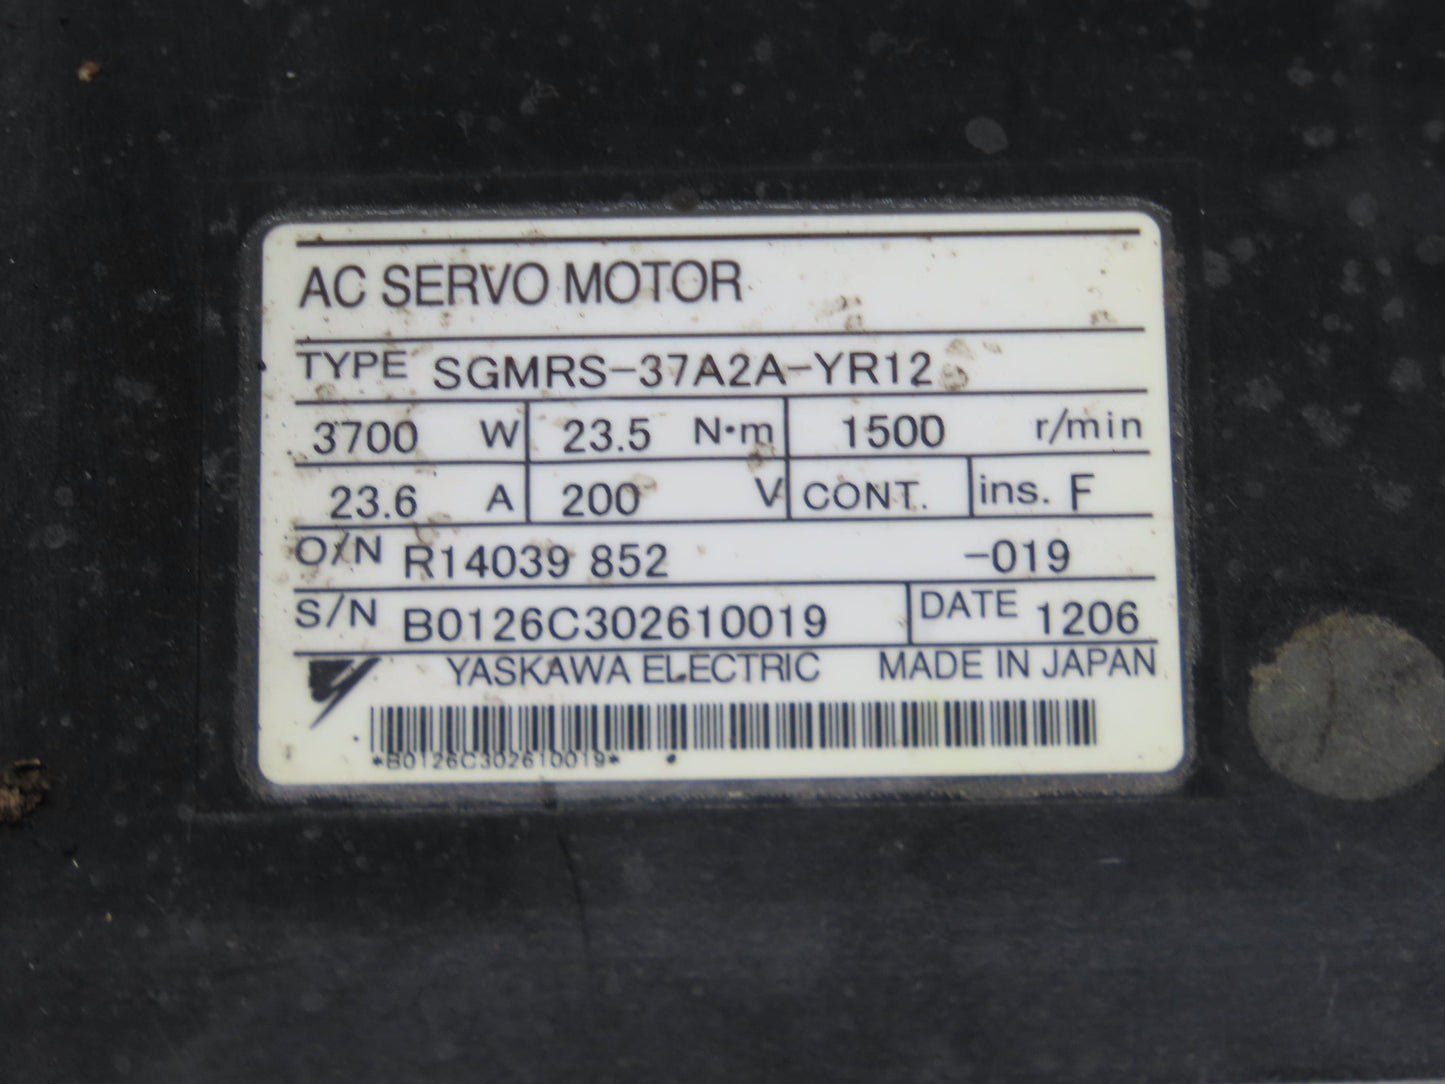 AC SERVO MOTOR
TYPE SGMRS-37A2A-YR12
3700 W 23.5 N·m 1500 r/min
23.6 A 200 V CONT. ins. F
O/N R14039 852 -019
S/N B0126C302610019 DATE 1206
YASKAWA ELECTRIC MADE IN JAPAN
*B0126C302610019*